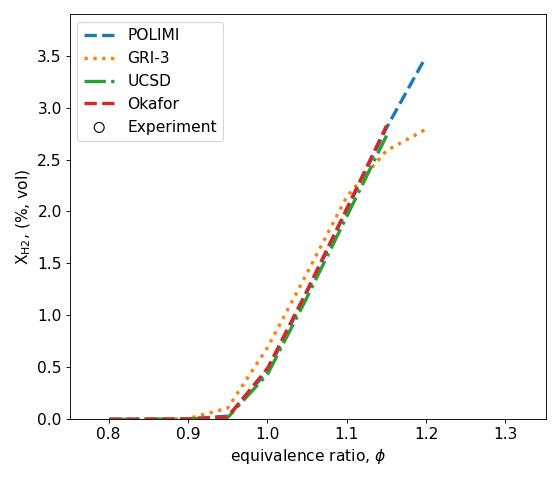 POLIMI
GRI-3
UCSD
Okafor
Experiment
X_H2, (%, vol)
3.5
3.0
2.5
2.0
1.5
1.0
0.5
0.0
0.8 0.9 1.0 1.1 1.2 1.3
equivalence ratio, ϕ